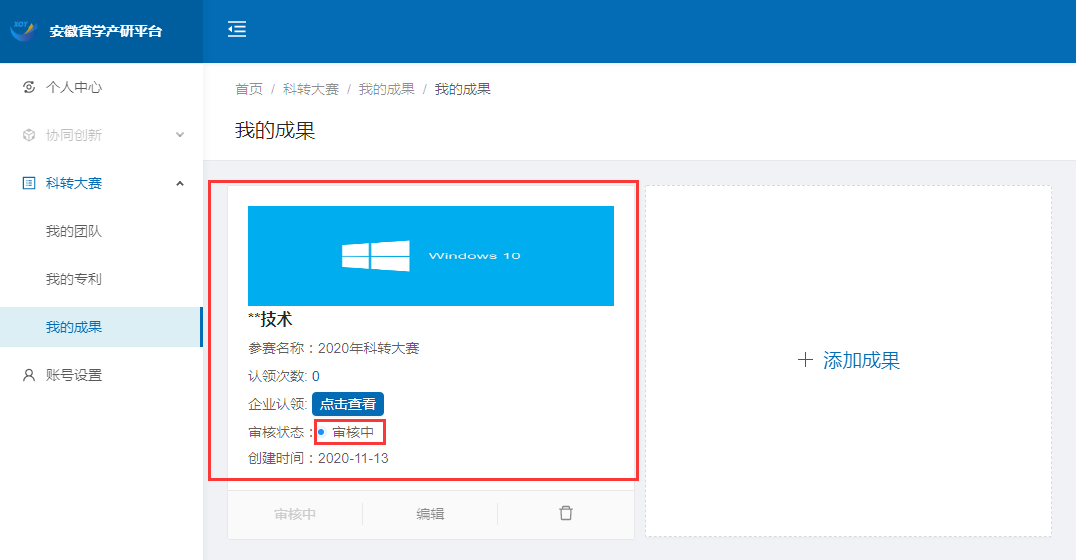 XCT
安徽省学产研平台
个人中心
协同创新
科转大赛
我的团队
我的专利
我的成果
账号设置
首页 / 科转大赛 / 我的成果 / 我的成果
我的成果
Windows 10
**技术
参赛名称：2020年科转大赛
认领次数: 0
企业认领: 点击查看
审核状态： 审核中
创建时间：2020-11-13
审核中 编辑
添加成果